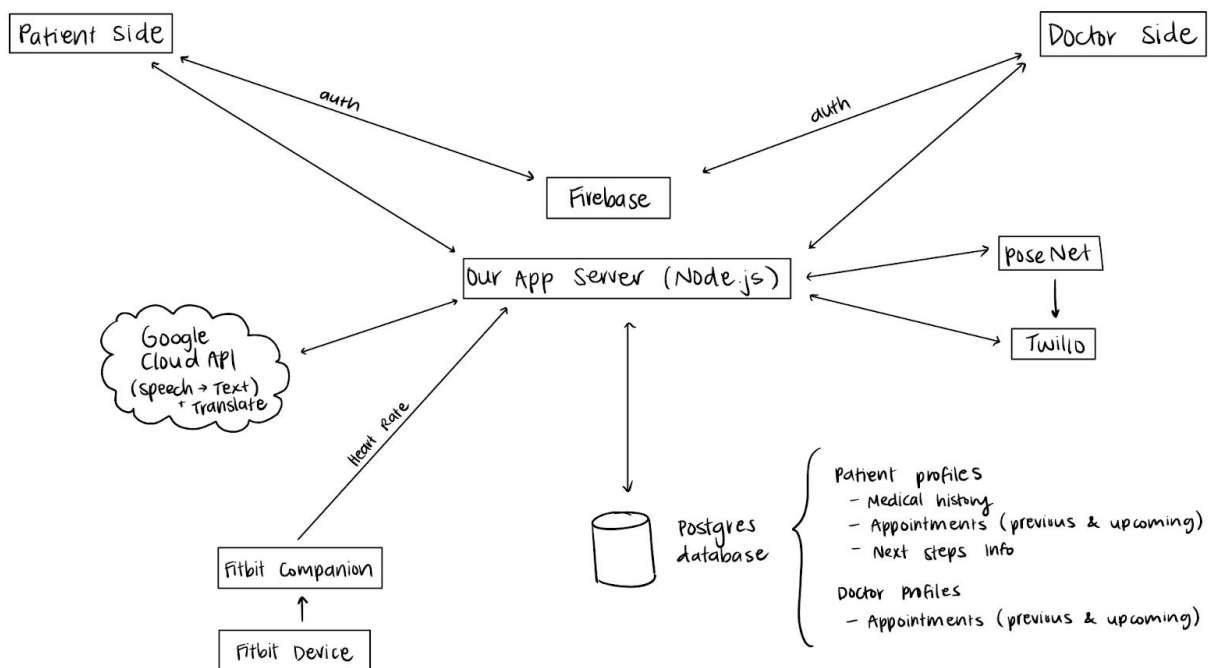 Patient Side
Doctor Side
auth
auth
Firebase
Our App Server (Node.js)
poseNet
Twilio
Google
Cloud API
(speech → Text)
+ Translate
Heart Rate
Postgres
database
Patient profiles
– Medical history
– Appointments (previous & upcoming)
– Next steps info
Doctor profiles
– Appointments (previous & upcoming)
Fitbit Companion
Fitbit Device